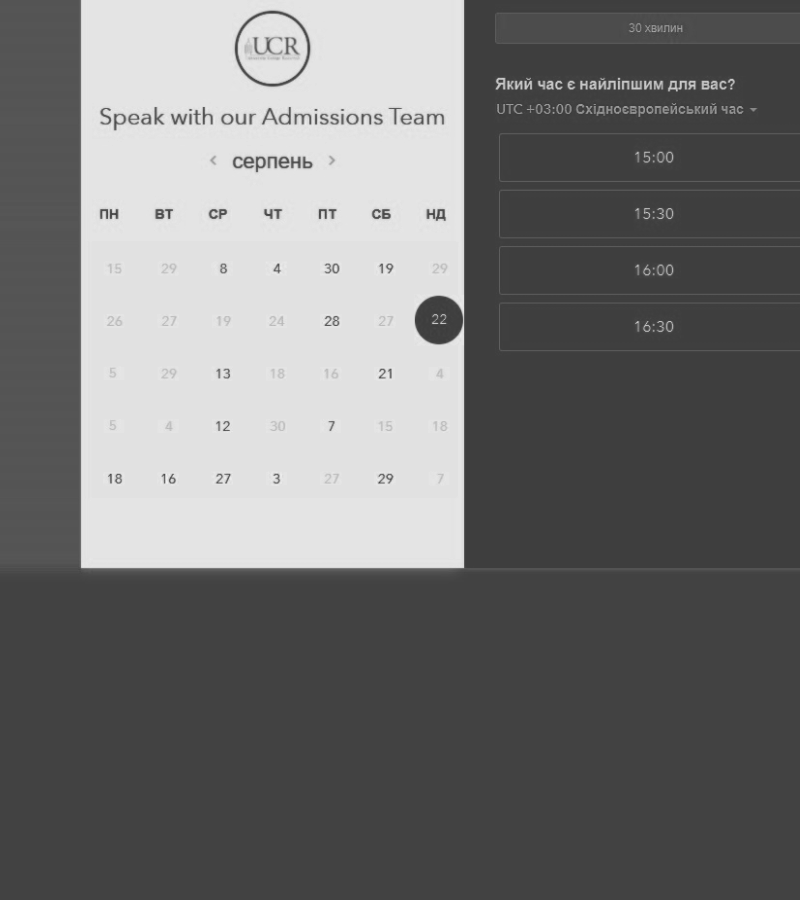 UCR
Speak with our Admissions Team
серпень
ПН ВТ СР ЧТ ПТ СБ НД
15 29 8 4 30 19 29
26 27 19 24 28 27 22
5 29 13 18 16 21 4
5 4 12 30 7 15 18
18 16 27 3 27 29 7
30 хвилин
Який час є найліпшим для вас?
UTC +03:00 Східноєвропейський час
15:00
15:30
16:00
16:30